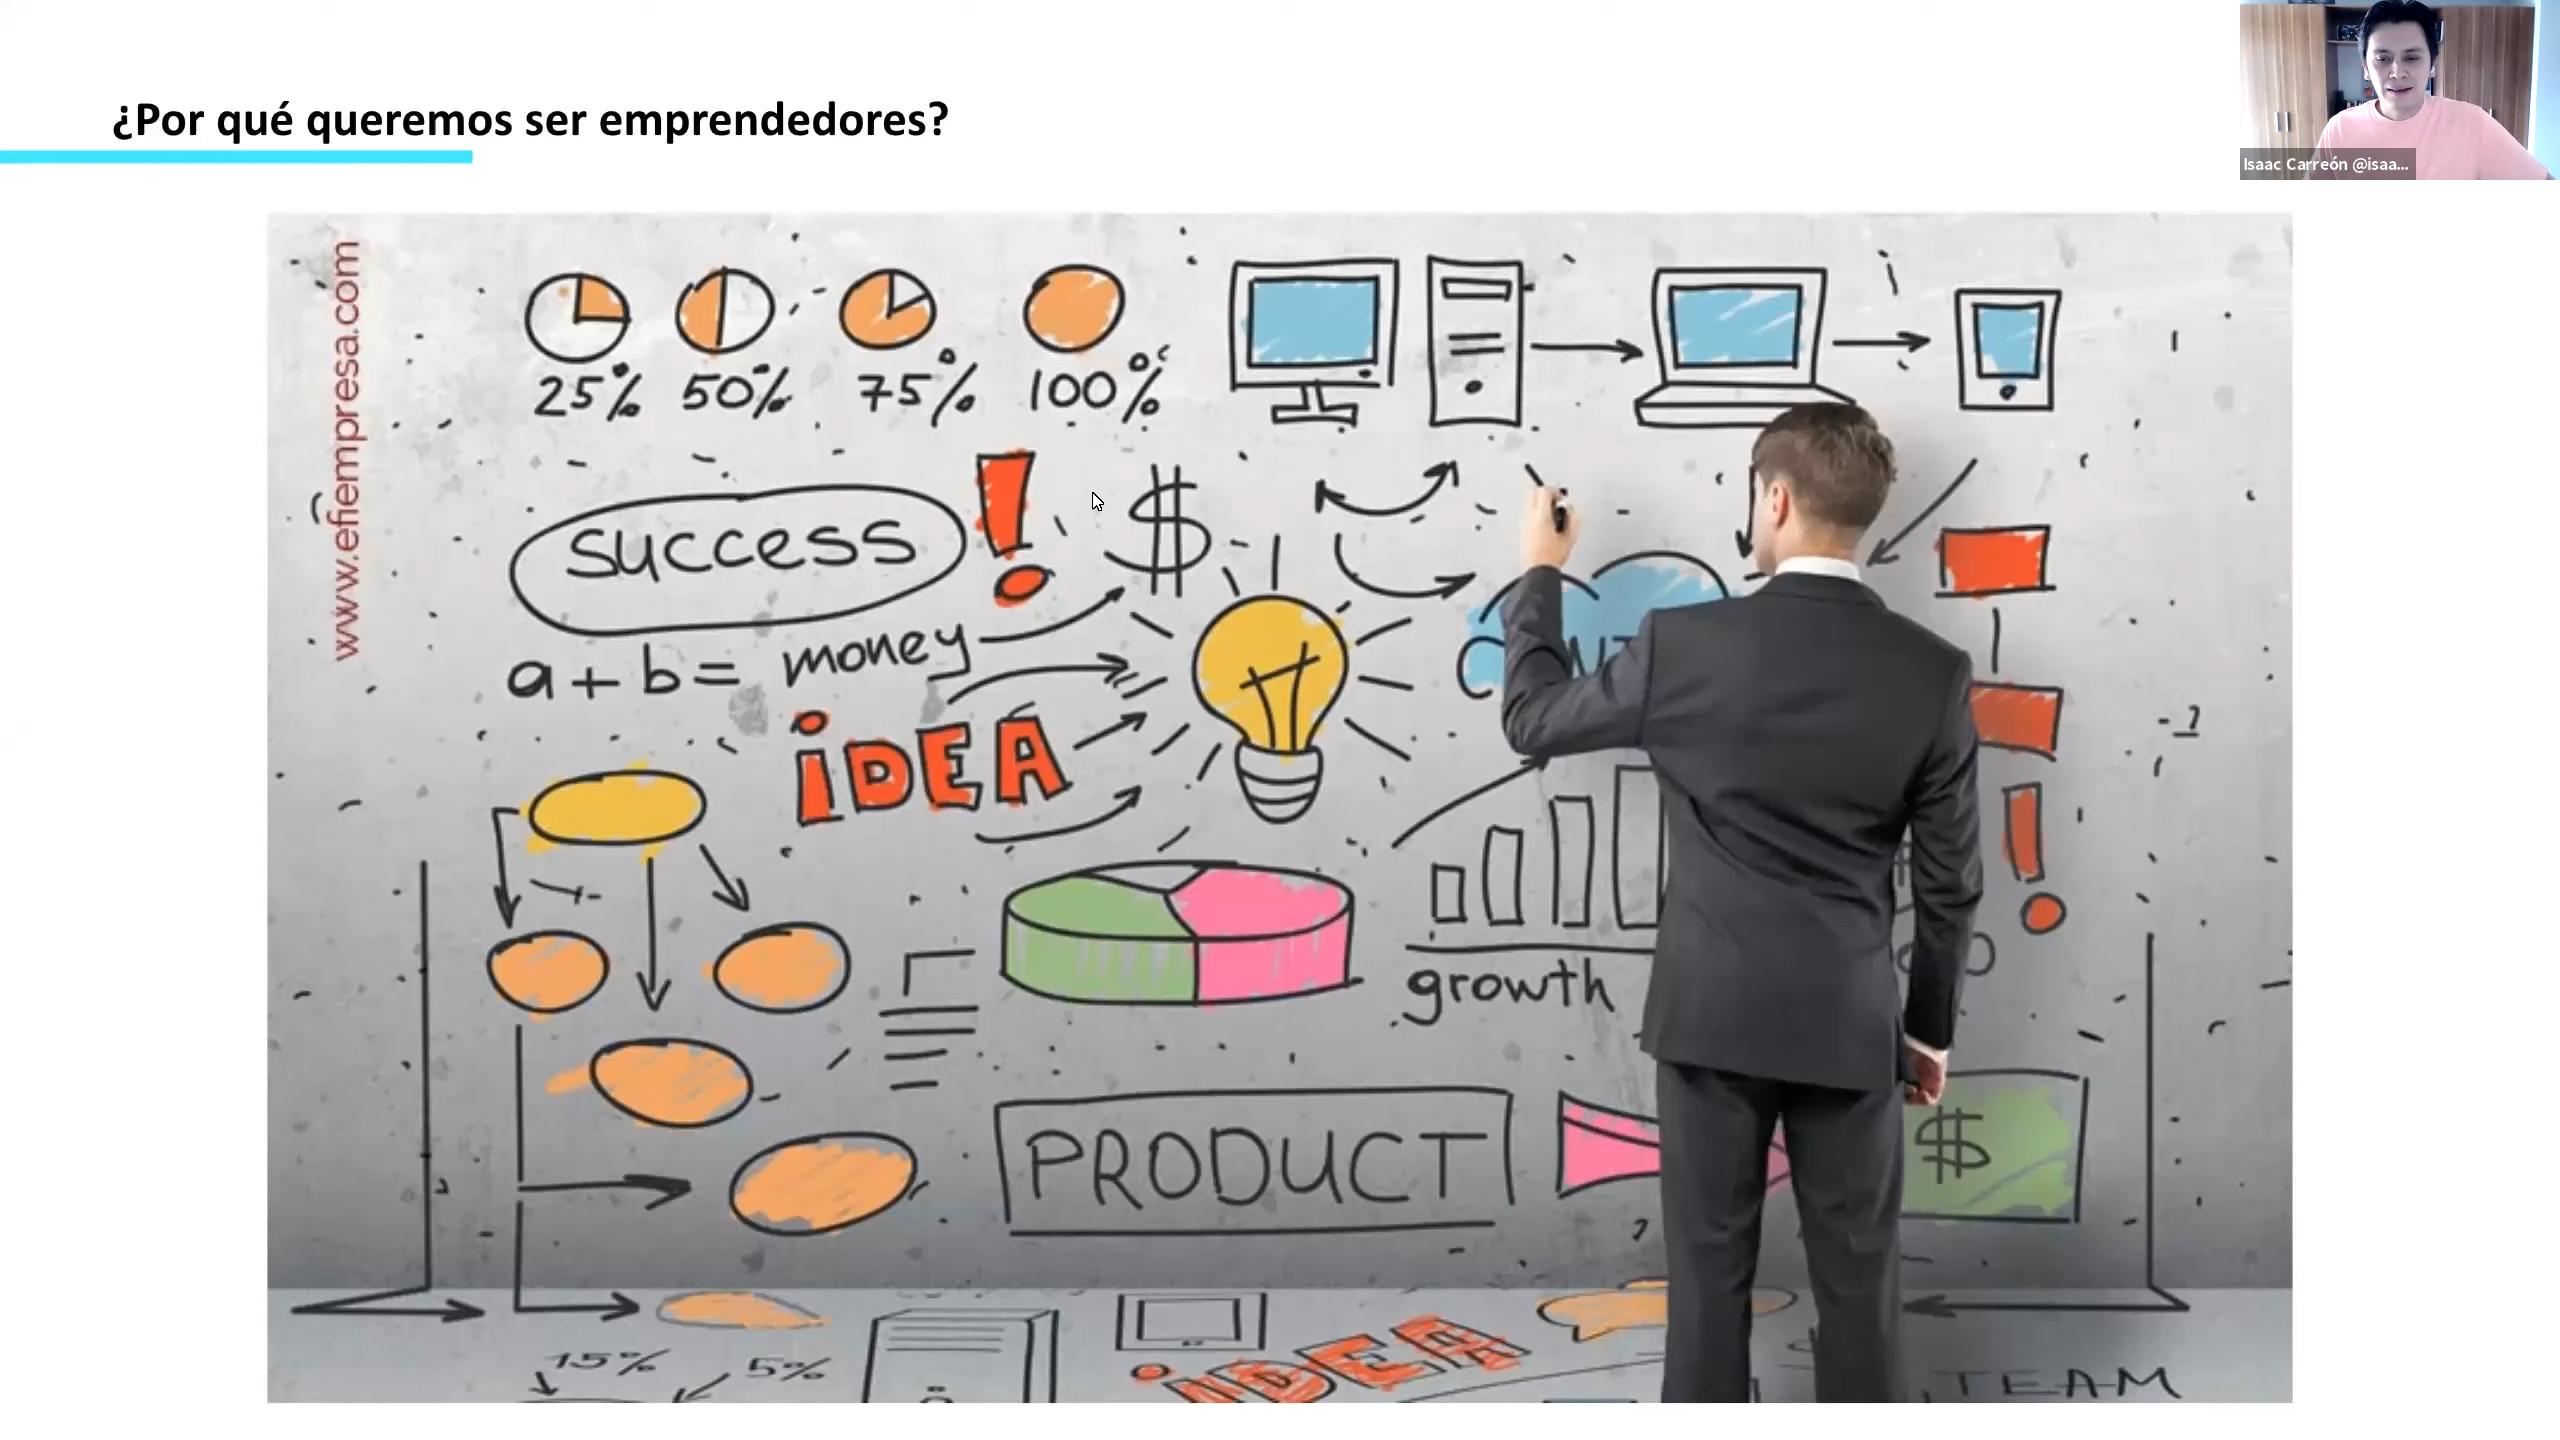 ¿Por qué queremos ser emprendedores?
Isaac Carreón @isaa...
www.efiempresa.com
25% 50% 75% 100%
success! $
a + b = money
iDEA
growth
PRODUCT
$
15% 5%
iDEA
TEAM